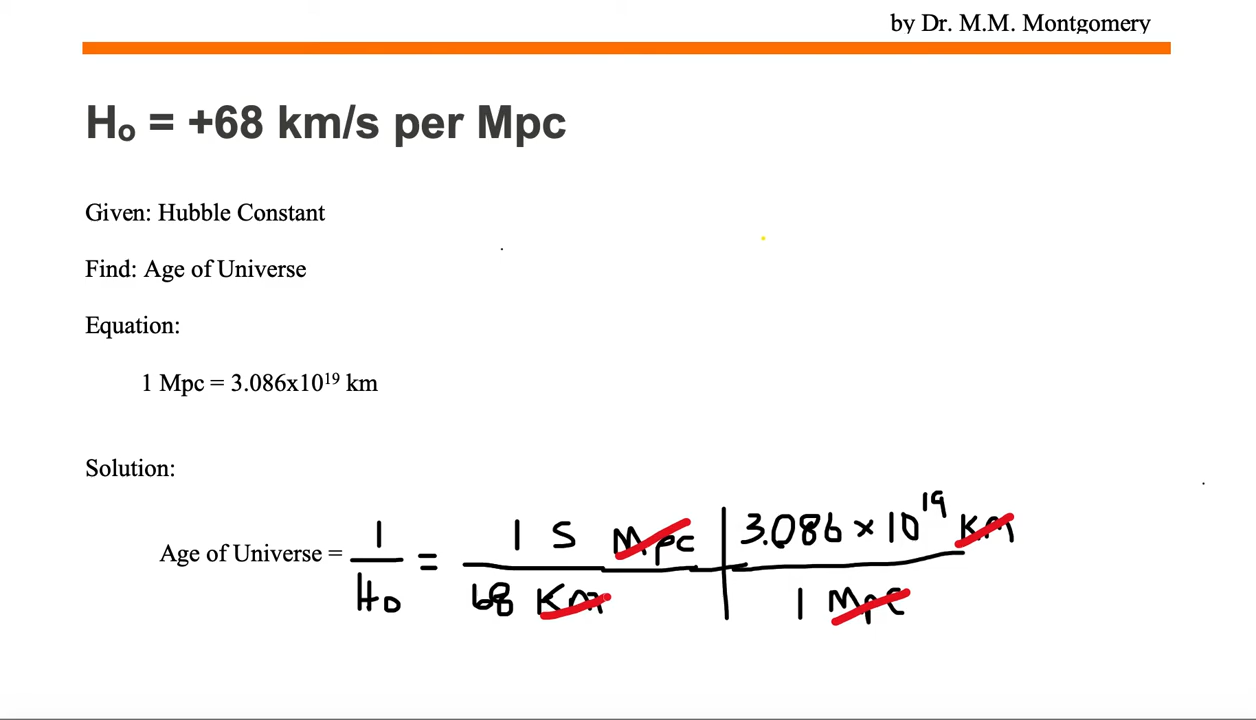 by Dr. M.M. Montgomery
Hₒ = +68 km/s per Mpc
Given: Hubble Constant
Find: Age of Universe
Equation:
1 Mpc = 3.086x10¹⁹ km
Solution:
Age of Universe = 1/H₀ = 1 S Mpc / 68 Km | 3.086 × 10¹⁹ KM / 1 Mpc